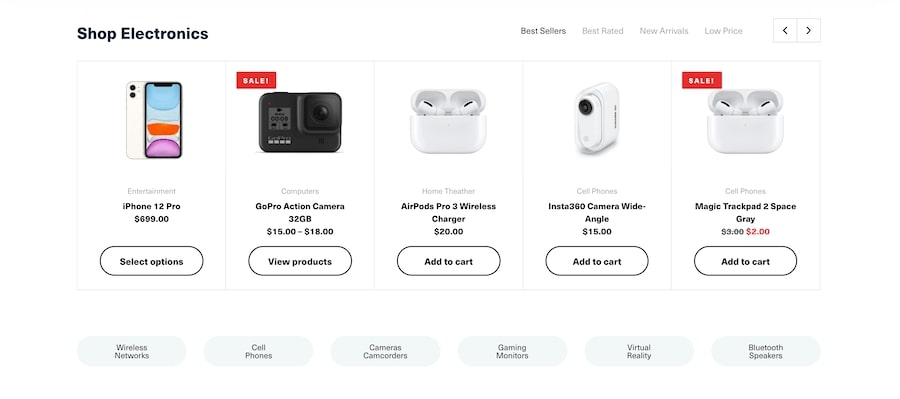 Shop Electronics
Best Sellers
Best Rated
New Arrivals
Low Price
SALE!
GoPro
Entertainment
iPhone 12 Pro
$699.00
Select options
Computers
GoPro Action Camera
32GB
$15.00 – $18.00
View products
Home Theather
AirPods Pro 3 Wireless
Charger
$20.00
Add to cart
Cell Phones
Insta360 Camera Wide-
Angle
$15.00
Add to cart
SALE!
Cell Phones
Magic Trackpad 2 Space
Gray
$3.00 $2.00
Add to cart
Wireless
Networks
Cell
Phones
Cameras
Camcorders
Gaming
Monitors
Virtual
Reality
Bluetooth
Speakers